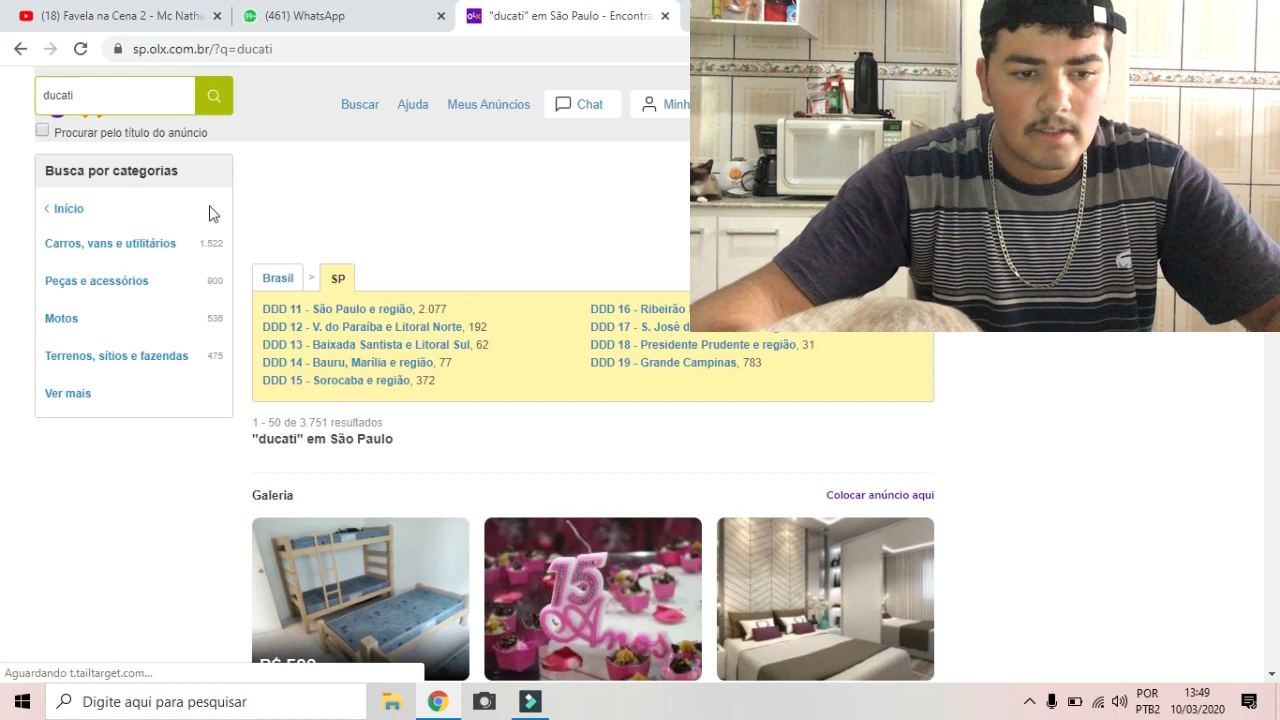 (18) Ela Vem - Mc G
(461) WhatsApp
"ducati" em São Paulo - Encontra
sp.olx.com.br/?q=ducati
ducati
Procurar pelo título do anúncio
Buscar
Ajuda
Meus Anúncios
Chat
Minh
Busca por categorias
< Início
Carros, vans e utilitários 1.522
Peças e acessórios 900
Motos 536
Terrenos, sítios e fazendas 475
Ver mais
Brasil > SP
DDD 11 - São Paulo e região, 2.077
DDD 12 - V. do Paraíba e Litoral Norte, 192
DDD 13 - Baixada Santista e Litoral Sul, 62
DDD 14 - Bauru, Marília e região, 77
DDD 15 - Sorocaba e região, 372
DDD 16 - Ribeirão
DDD 17 - S. José d
DDD 18 - Presidente Prudente e região, 31
DDD 19 - Grande Campinas, 783
1 - 50 de 3.751 resultados
"ducati" em São Paulo
Galeria
Colocar anúncio aqui
15
Anos
Aguardando t.tailtarget.com...
Digite aqui para pesquisar
POR
PTB2
13:49
10/03/2020